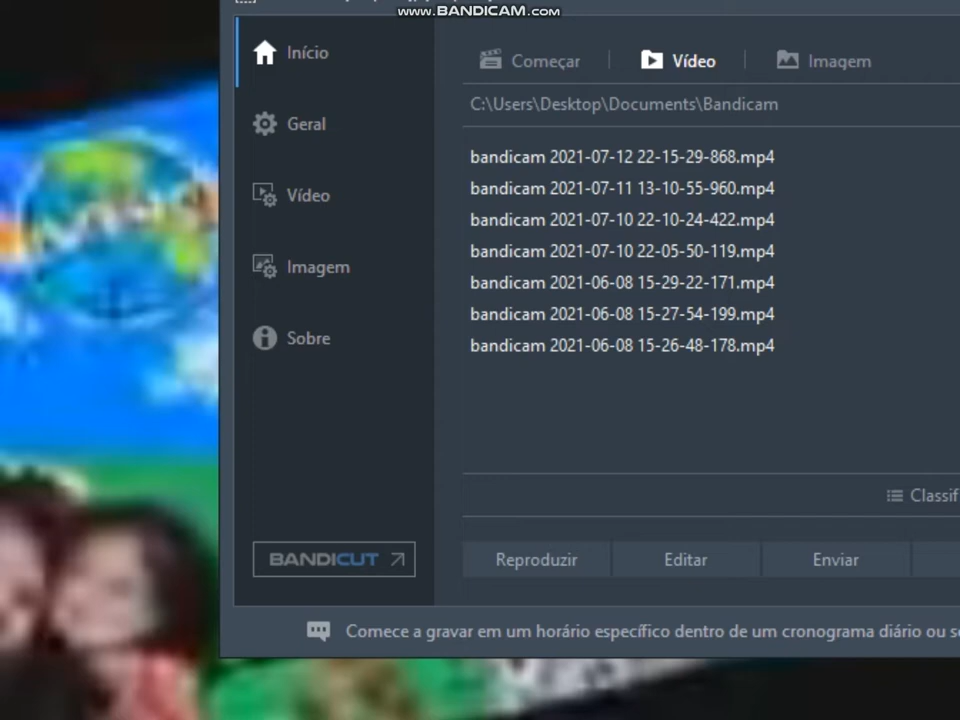 www.BANDICAM.com
Início
Geral
Vídeo
Imagem
Sobre
BANDICUT
Começar
Vídeo
Imagem
C:\Users\Desktop\Documents\Bandicam
bandicam 2021-07-12 22-15-29-868.mp4
bandicam 2021-07-11 13-10-55-960.mp4
bandicam 2021-07-10 22-10-24-422.mp4
bandicam 2021-07-10 22-05-50-119.mp4
bandicam 2021-06-08 15-29-22-171.mp4
bandicam 2021-06-08 15-27-54-199.mp4
bandicam 2021-06-08 15-26-48-178.mp4
Classif
Reproduzir
Editar
Enviar
Comece a gravar em um horário específico dentro de um cronograma diário ou se